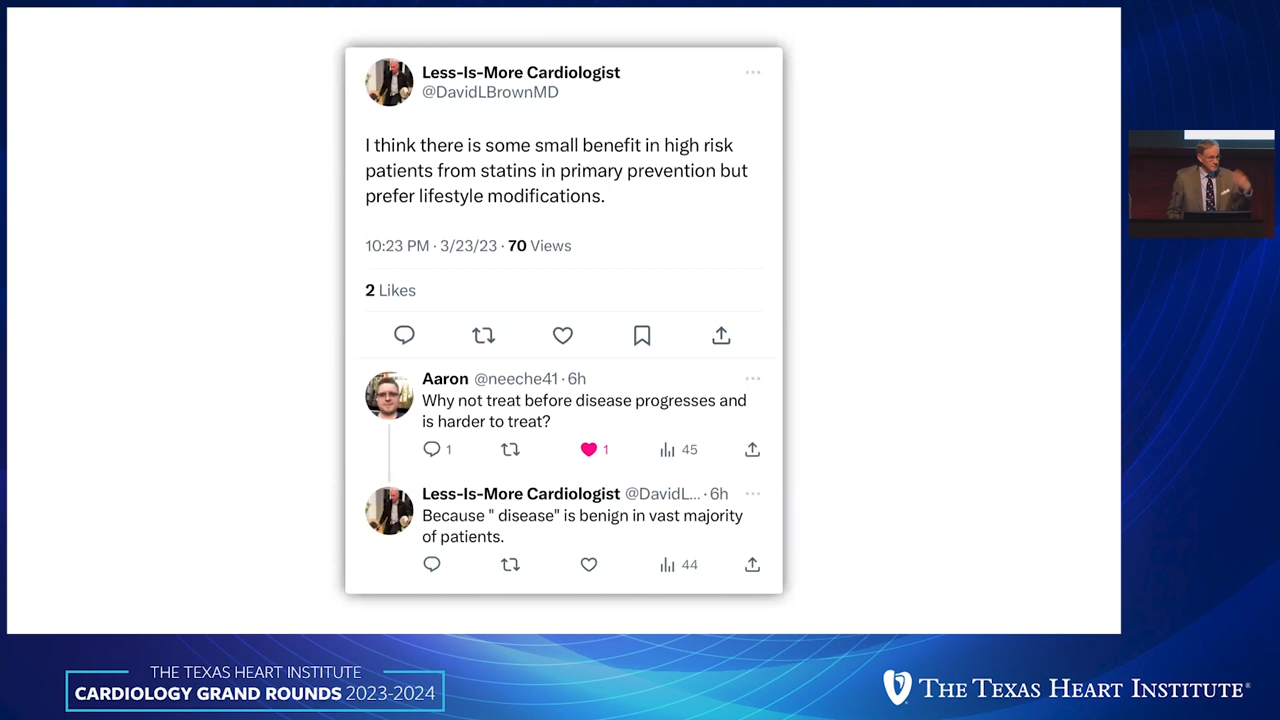 Less-Is-More Cardiologist
@DavidLBrownMD
I think there is some small benefit in high risk
patients from statins in primary prevention but
prefer lifestyle modifications.
10:23 PM · 3/23/23 · 70 Views
2 Likes
Aaron @neeche41 · 6h
Why not treat before disease progresses and
is harder to treat?
1 1 45
Less-Is-More Cardiologist @DavidL... · 6h
Because " disease" is benign in vast majority
of patients.
44
THE TEXAS HEART INSTITUTE
CARDIOLOGY GRAND ROUNDS 2023-2024
THE TEXAS HEART INSTITUTE®